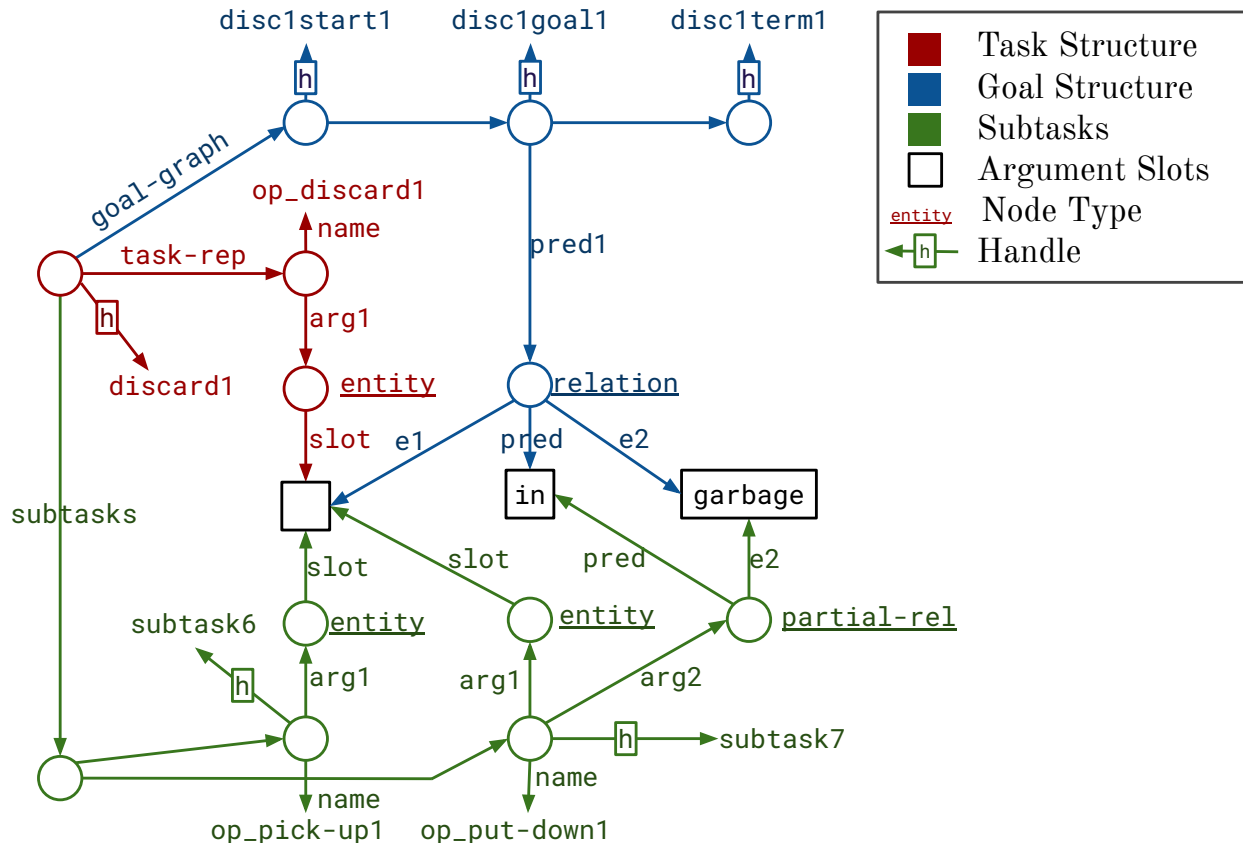 disc1start1 disc1goal1 disc1term1
h h h
goal-graph
op_discard1
name
task-rep
pred1
h
arg1
discard1
entity
relation
slot
e1
pred
e2
in
garbage
subtasks
slot
slot
pred
e2
subtask6
entity
entity
partial-rel
h
arg1
arg1
arg2
h
subtask7
name
name
op_pick-up1
op_put-down1
Task Structure
Goal Structure
Subtasks
Argument Slots
entity Node Type
h Handle